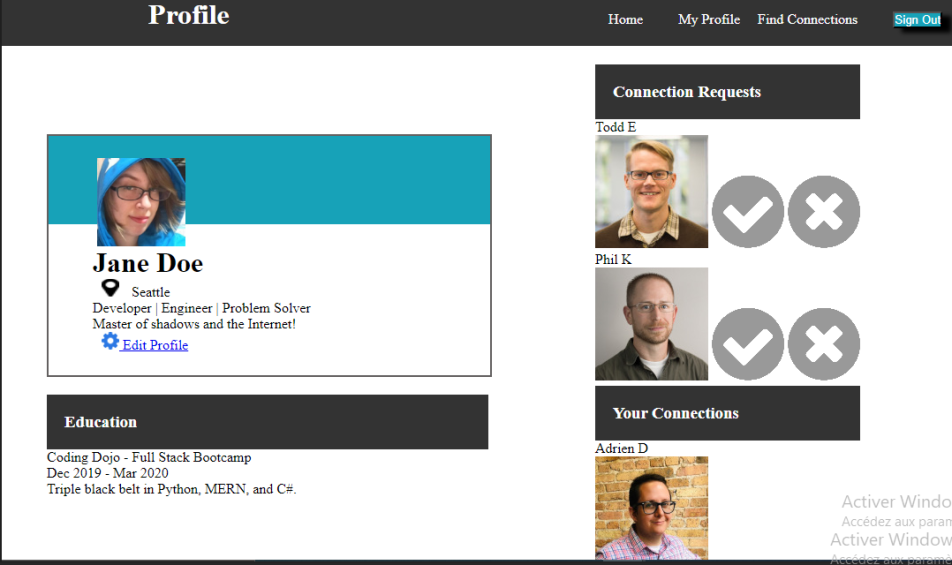 Profile
Home My Profile Find Connections Sign Out
Jane Doe
Seattle
Developer | Engineer | Problem Solver
Master of shadows and the Internet!
Edit Profile
Education
Coding Dojo - Full Stack Bootcamp
Dec 2019 - Mar 2020
Triple black belt in Python, MERN, and C#.
Connection Requests
Todd E
Phil K
Your Connections
Adrien D
Activer Windo
Accédez aux param
Activer Window
Accédez aux paramè